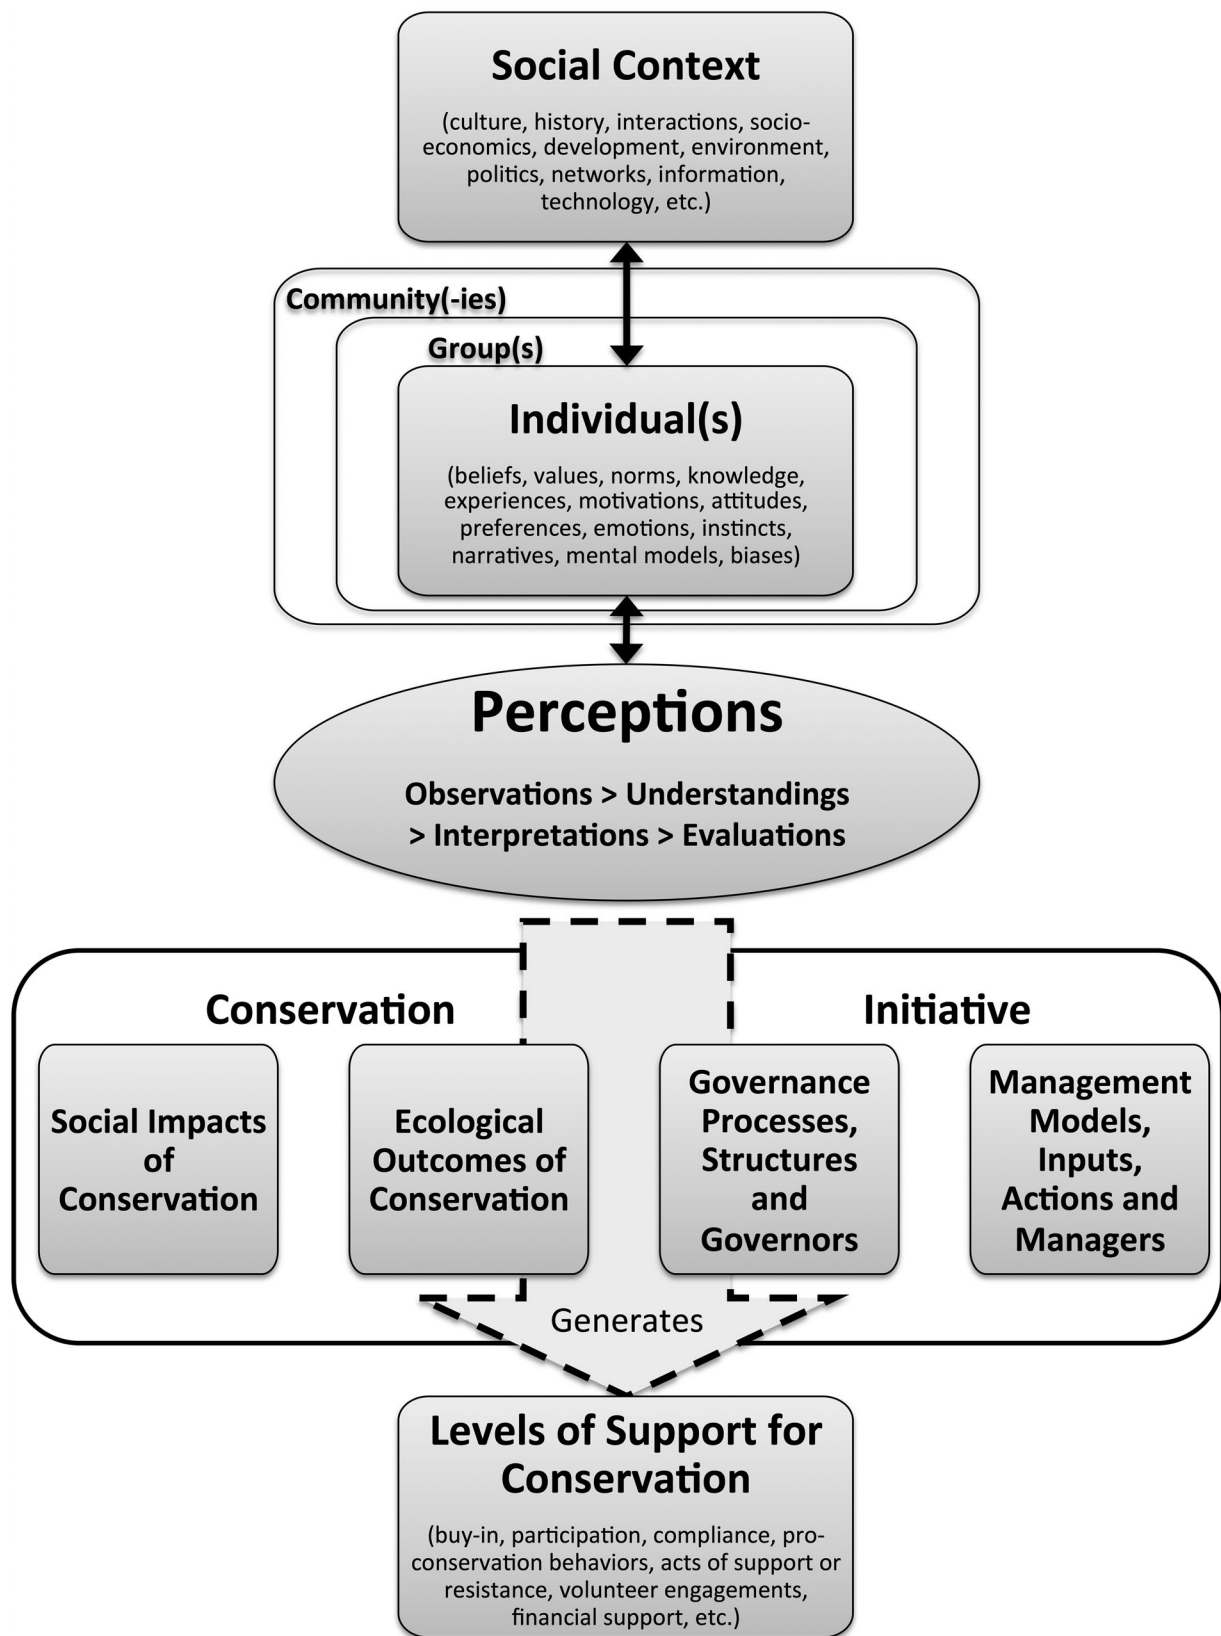 Social Context
(culture, history, interactions, socio-
economics, development, environment,
politics, networks, information,
technology, etc.)
Community(-ies)
Group(s)
Individual(s)
(beliefs, values, norms, knowledge,
experiences, motivations, attitudes,
preferences, emotions, instincts,
narratives, mental models, biases)
Perceptions
Observations > Understandings
> Interpretations > Evaluations
Conservation Initiative
Social Impacts
of
Conservation
Ecological
Outcomes of
Conservation
Governance
Processes,
Structures
and
Governors
Management
Models,
Inputs,
Actions and
Managers
Generates
Levels of Support for
Conservation
(buy-in, participation, compliance, pro-
conservation behaviors, acts of support or
resistance, volunteer engagements,
financial support, etc.)